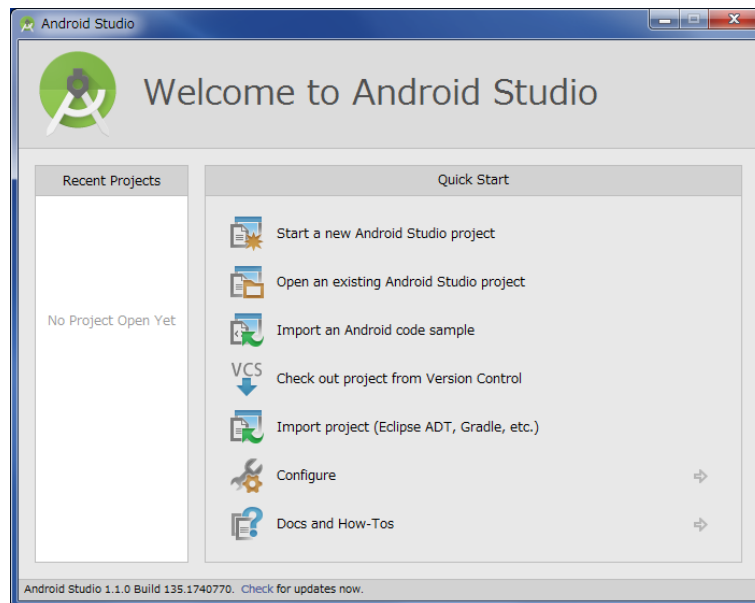 Android Studio
Welcome to Android Studio
Recent Projects
No Project Open Yet
Quick Start
Start a new Android Studio project
Open an existing Android Studio project
Import an Android code sample
VCS
Check out project from Version Control
Import project (Eclipse ADT, Gradle, etc.)
Configure
Docs and How-Tos
Android Studio 1.1.0 Build 135.1740770. Check for updates now.